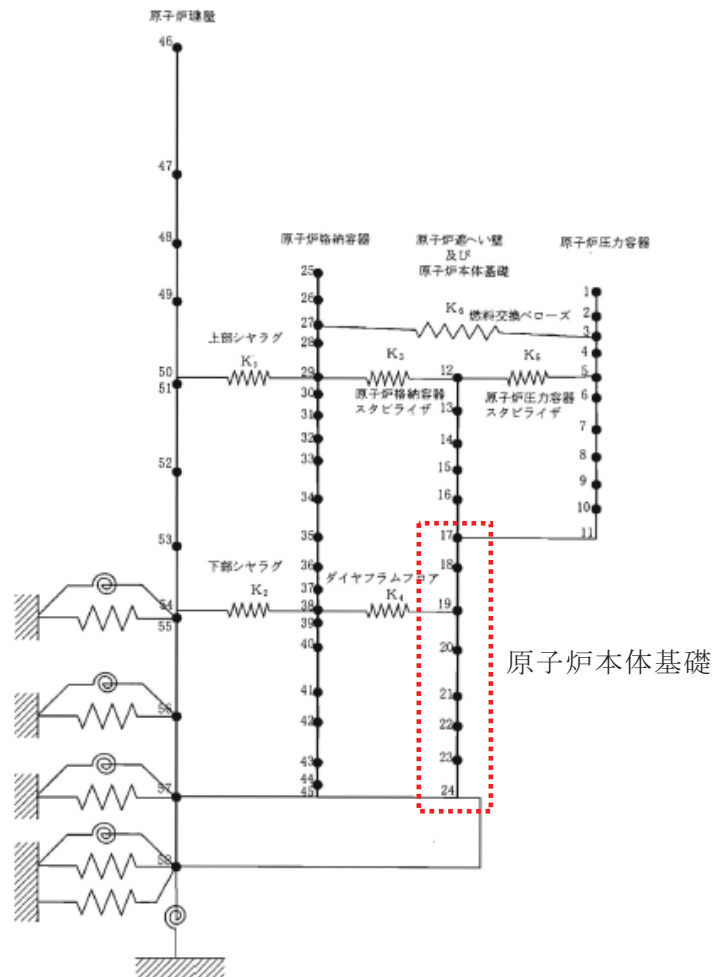 原子炉建屋
46
47
48
49
50
51
52
53
54
55
56
57
58
上部シヤラグ
K₁
下部シヤラグ
K₂
原子炉格納容器
25
26
27
28
29
30
31
32
33
34
35
36
37
38
39
40
41
42
43
44
45
K₆
燃料交換ベローズ
K₃
原子炉格納容器
スタビライザ
ダイヤフラムフロア
K₄
原子炉遮へい壁
及び
原子炉本体基礎
12
13
14
15
16
17
18
19
20
21
22
23
24
K₅
原子炉圧力容器
スタビライザ
原子炉圧力容器
1
2
3
4
5
6
7
8
9
10
11
原子炉本体基礎